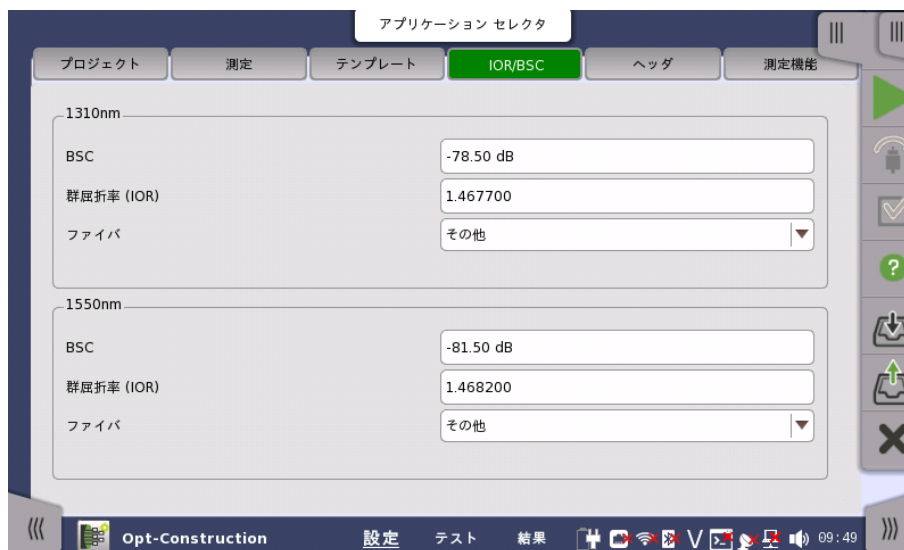 アプリケーション セレクタ
プロジェクト
測定
テンプレート
IOR/BSC
ヘッダ
測定機能
1310nm
BSC
-78.50 dB
群屈折率 (IOR)
1.467700
ファイバ
その他
1550nm
BSC
-81.50 dB
群屈折率 (IOR)
1.468200
ファイバ
その他
Opt-Construction
設定
テスト
結果
09:49